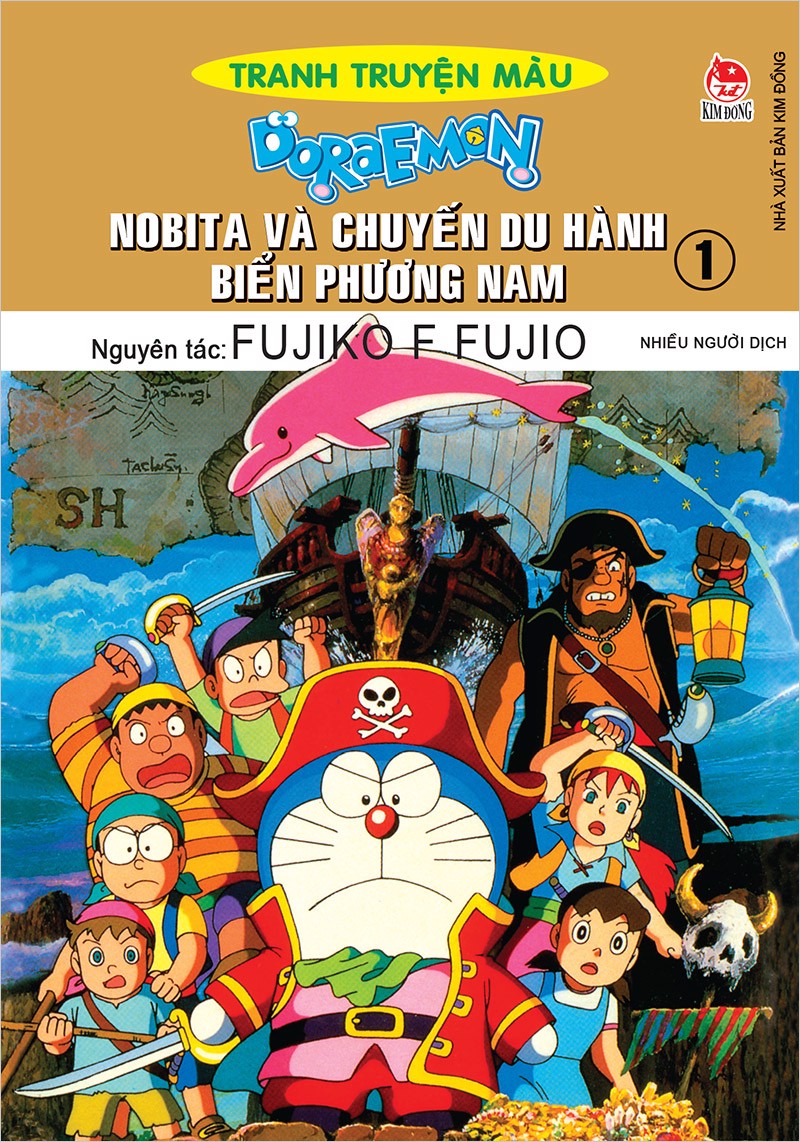 TRANH TRUYỆN MÀU
KIM ĐỒNG
NHÀ XUẤT BẢN KIM ĐỒNG
DORAEMON
NOBITA VÀ CHUYẾN DU HÀNH
BIỂN PHƯƠNG NAM
1
Nguyên tác: FUJIKO F FUJIO
NHIỀU NGƯỜI DỊCH
SH